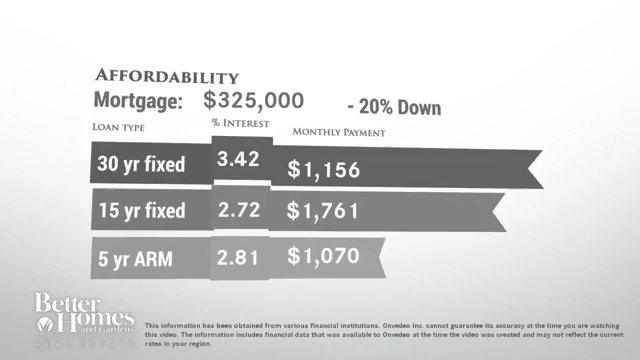 AFFORDABILITY
Mortgage: $325,000 - 20% Down
LOAN TYPE % INTEREST MONTHLY PAYMENT
30 yr fixed 3.42 $1,156
15 yr fixed 2.72 $1,761
5 yr ARM 2.81 $1,070
Better
Homes
and Gardens
REAL ESTATE
This information has been obtained from various financial institutions. Onvedeo Inc. cannot guarantee its accuracy at the time you are watching
this video. The information includes financial data that was available to Onvedeo at the time the video was created and may not reflect the current
rates in your region.